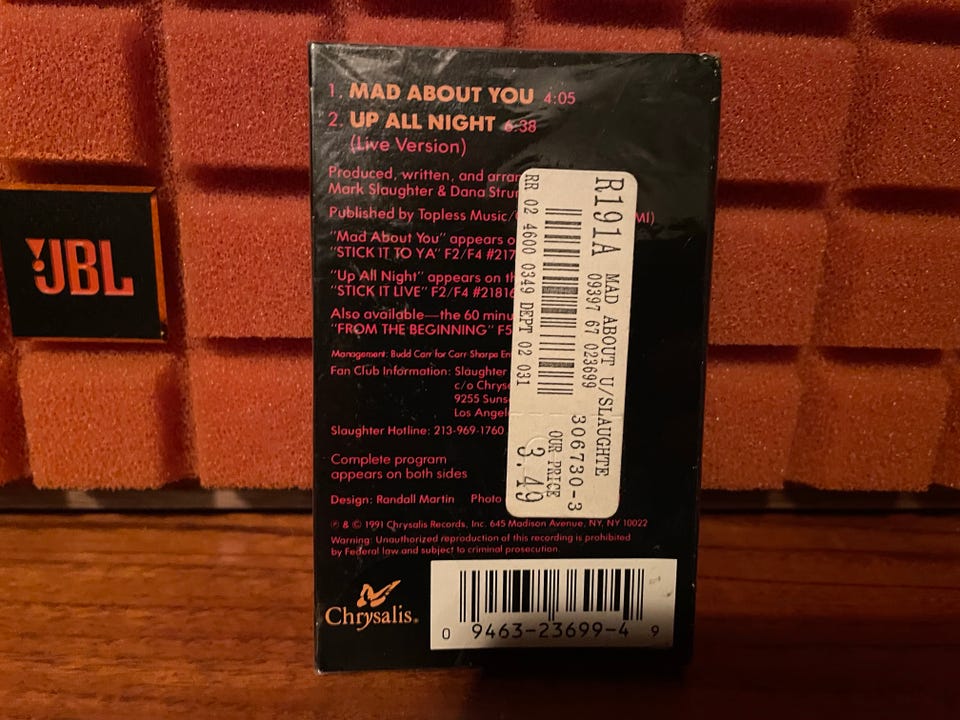 JBL
1. MAD ABOUT YOU 4:05
2. UP ALL NIGHT 6:38
(Live Version)
Produced, written, and arran
Mark Slaughter & Dana Stru
Published by Topless Music/ MI)
"Mad About You" appears o
"STICK IT TO YA" F2/F4 #217
"Up All Night" appears on th
"STICK IT LIVE" F2/F4 #21816
Also available—the 60 minu
"FROM THE BEGINNING" F5
Management: Budd Carr for Carr Sharpe En
Fan Club Information: Slaughter
c/o Chrys
9255 Suns
Los Angel
Slaughter Hotline: 213-969-1760
Complete program
appears on both sides
Design: Randall Martin Photo
℗ & © 1991 Chrysalis Records, Inc. 645 Madison Avenue, NY, NY 10022
Warning: Unauthorized reproduction of this recording is prohibited
by Federal law and subject to criminal prosecution.
Chrysalis®
0 9463-23699-4 9
R191A MAD ABOUT U/SLAUGHTE
09397 67 023699 306730-3
OUR PRICE
3.49
RR 02 4600 0349 DEPT 02 031